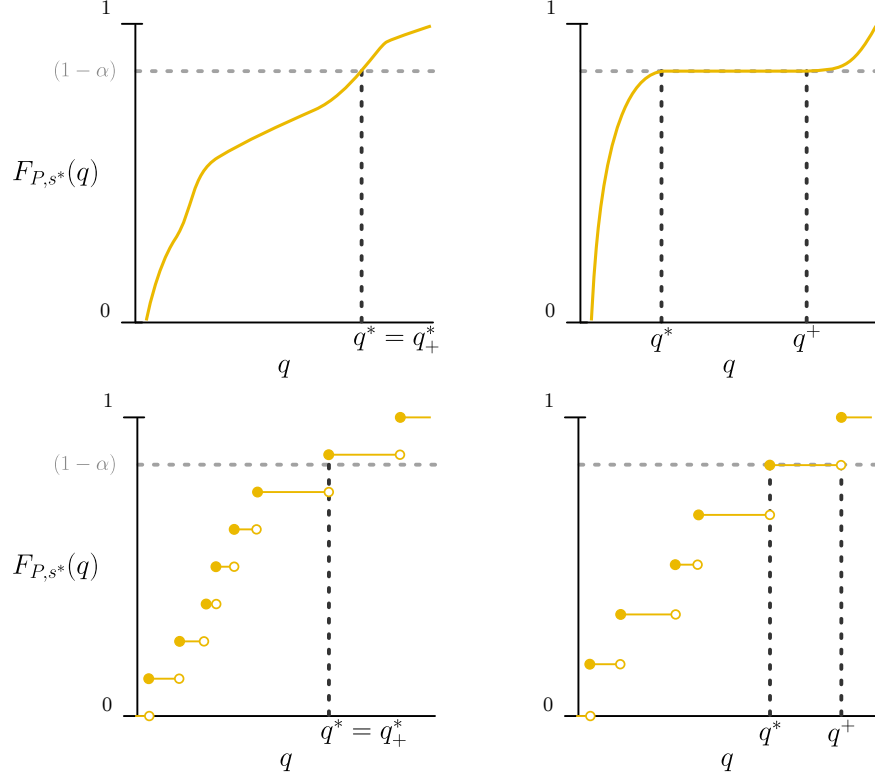 1 1
(1 − α)
F_{P,s*}(q)
0 0
q* = q*₊ q* q⁺
q q
1 1
(1 − α)
F_{P,s*}(q)
0 0
q* = q*₊ q* q⁺
q q